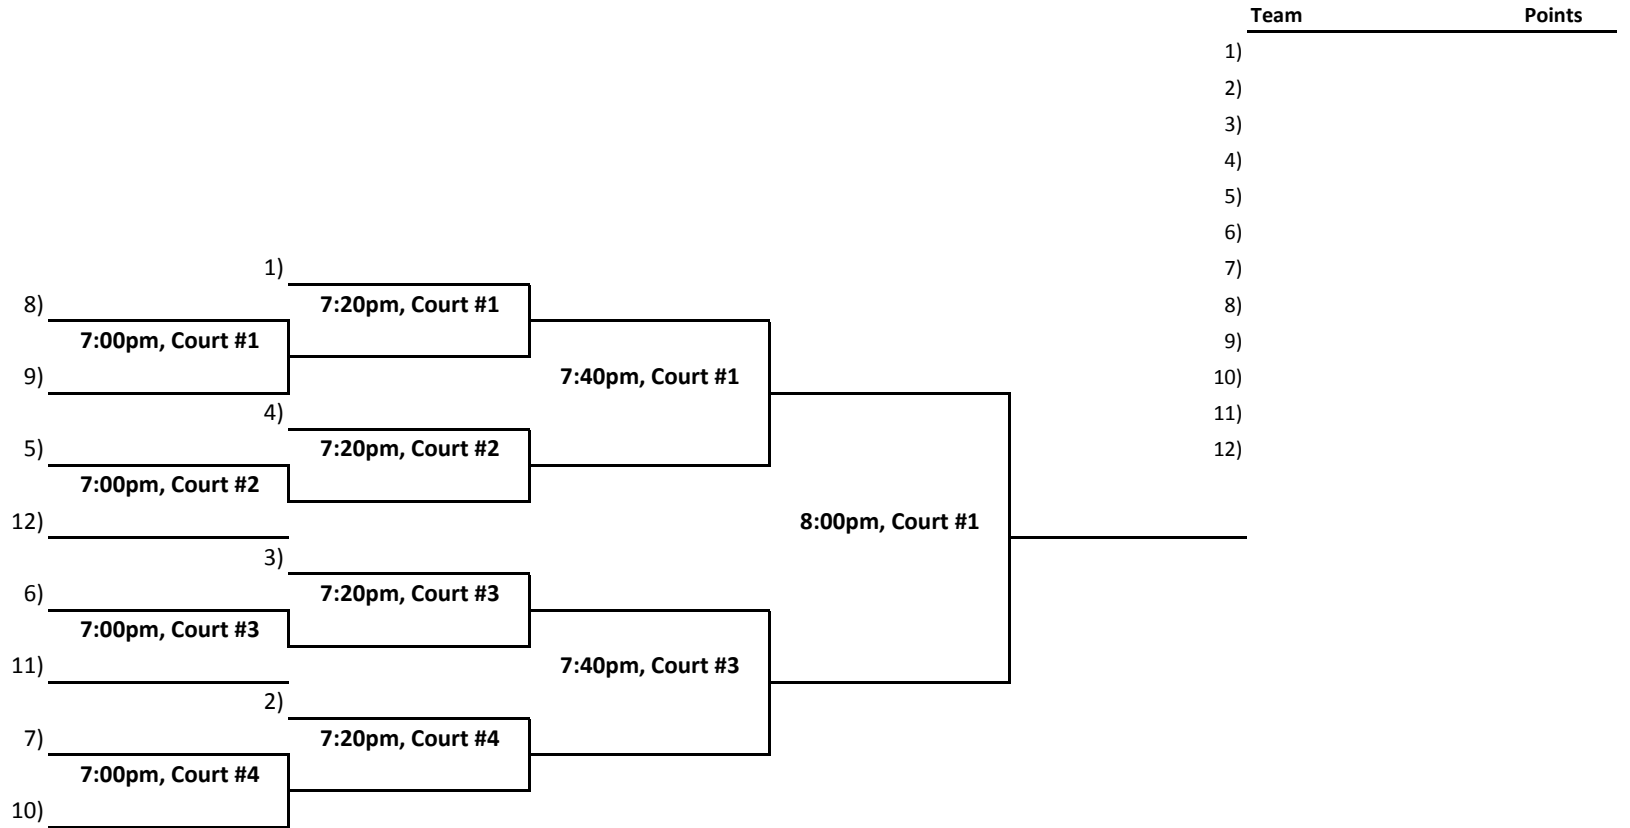 Team Points
1)
2)
3)
4)
5)
6)
1) 7)
8) 7:20pm, Court #1 8)
7:00pm, Court #1 9)
9) 7:40pm, Court #1 10)
4) 11)
5) 7:20pm, Court #2 12)
7:00pm, Court #2
12) 8:00pm, Court #1
3)
6) 7:20pm, Court #3
7:00pm, Court #3
11) 7:40pm, Court #3
2)
7) 7:20pm, Court #4
7:00pm, Court #4
10)